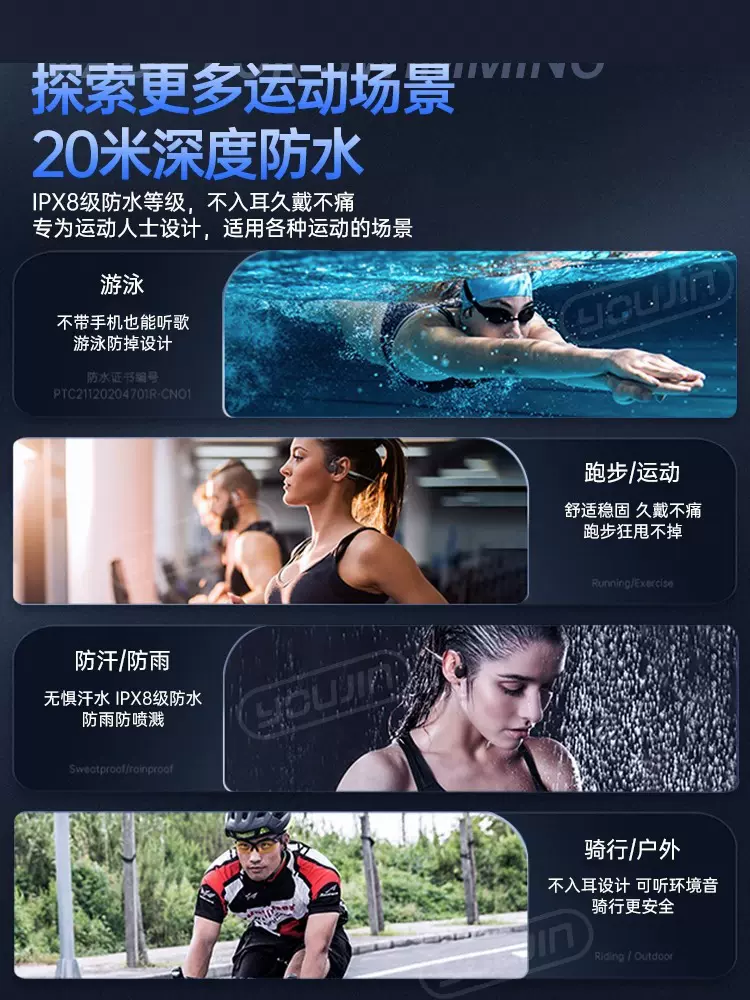 探索更多运动场景
20米深度防水
IPX8级防水等级，不入耳久戴不痛
专为运动人士设计，适用各种运动的场景
游泳
不带手机也能听歌
游泳防掉设计
防水证书编号
PTC21120204701R-CN01
YOUJIN
跑步/运动
舒适稳固 久戴不痛
跑步狂甩不掉
Running/Exercise
防汗/防雨
无惧汗水 IPX8级防水
防雨防喷溅
Sweatproof/rainproof
YOUJIN
骑行/户外
不入耳设计 可听环境音
骑行更安全
Riding / Outdoor